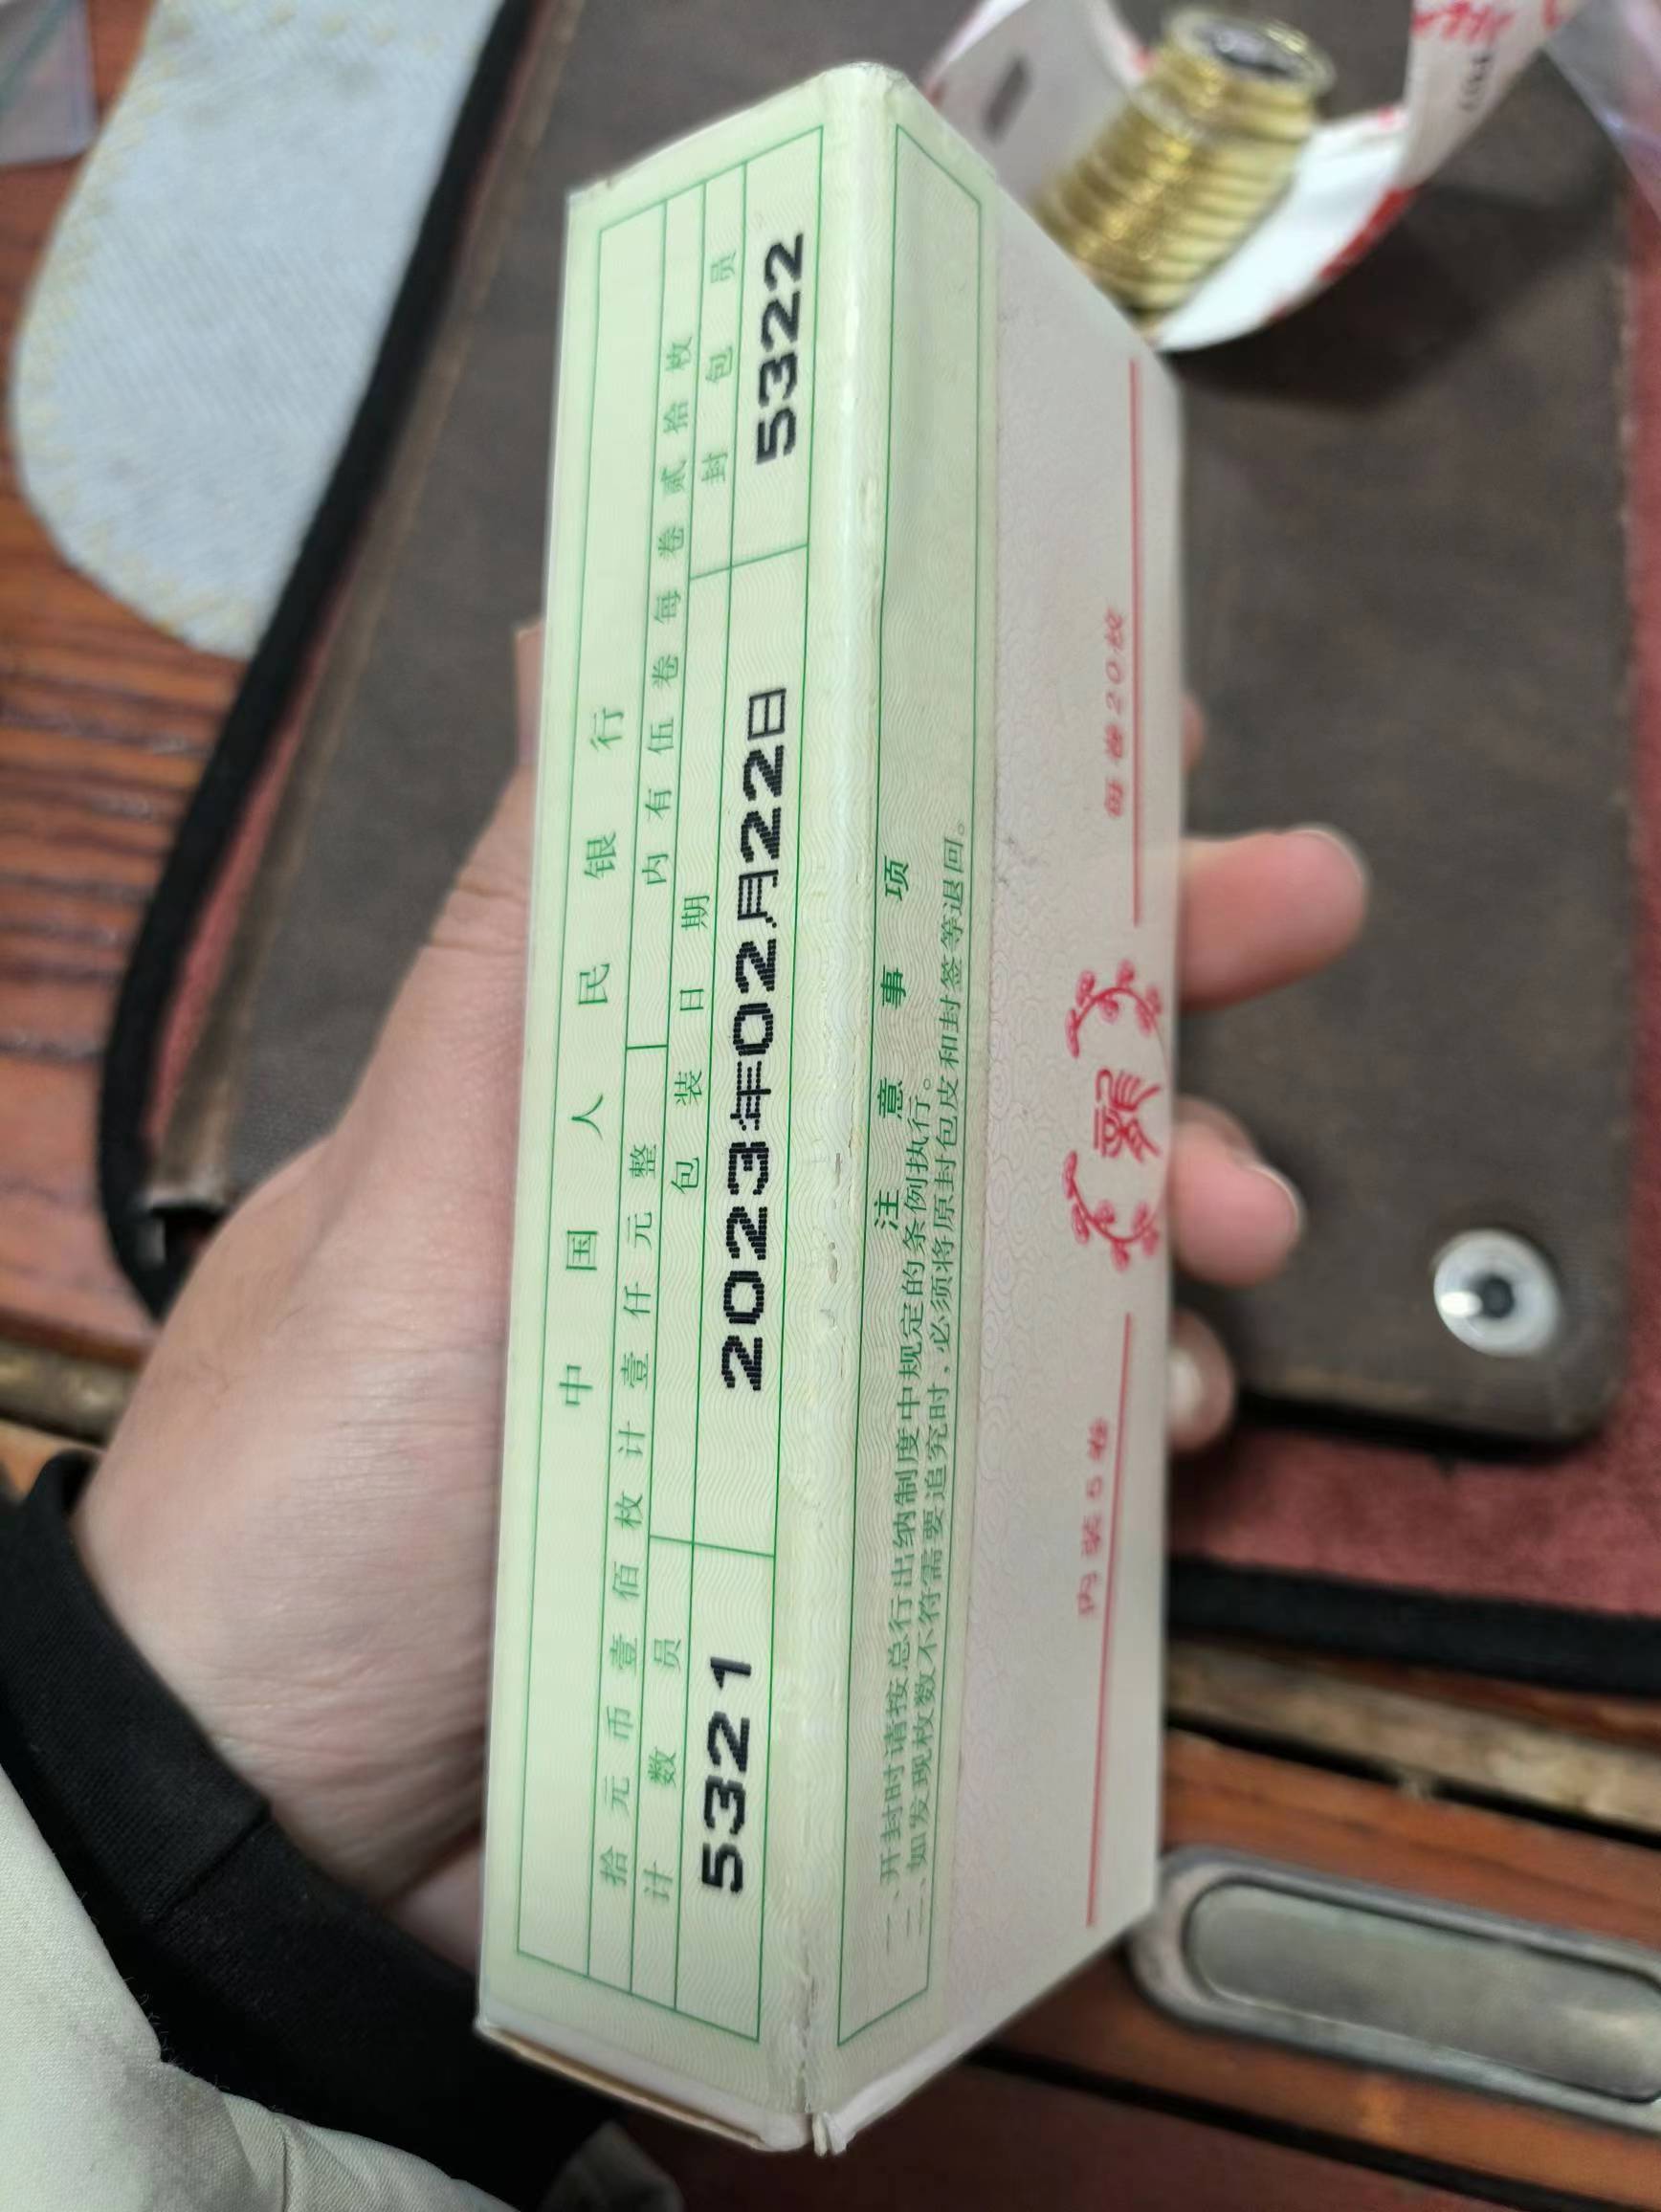 中国人民银行
拾元币壹佰枚计壹仟元整
内有伍卷每卷贰拾枚
计数员
包装日期
封包员
5321
2023年02月22日
5322
注意事项
一、开封时请按总行出纳制度中规定的条例执行。
二、如发现枚数不符需要追究时，必须将原封包皮和封签等退回。
内装5卷
每卷20枚